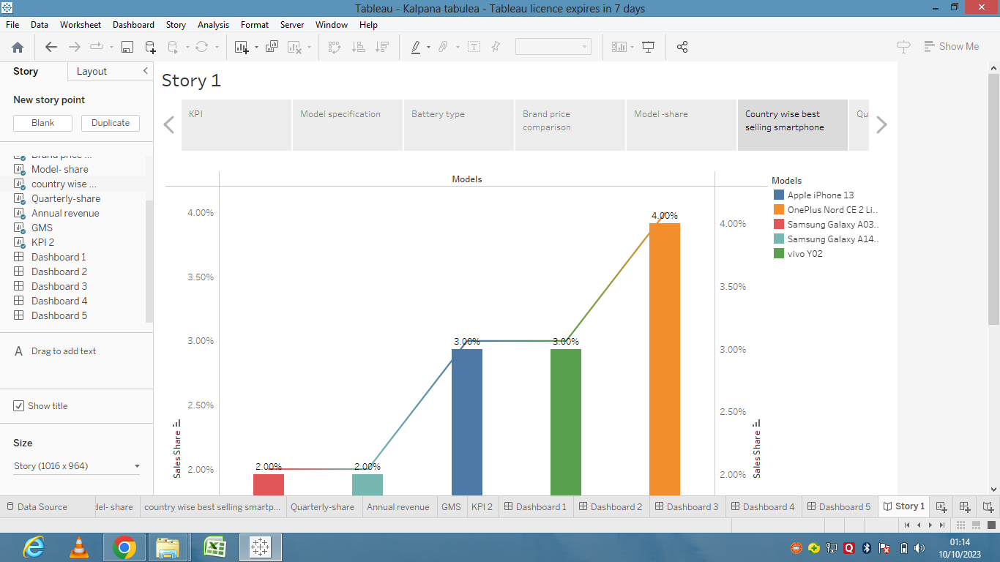 Tableau - Kalpana tabulea - Tableau licence expires in 7 days
File Data Worksheet Dashboard Story Analysis Format Server Window Help
Show Me
Story Layout
New story point
Blank Duplicate
Brand price ...
Model- share
country wise ...
Quarterly-share
Annual revenue
GMS
KPI 2
Dashboard 1
Dashboard 2
Dashboard 3
Dashboard 4
Dashboard 5
A Drag to add text
Show title
Size
Story (1016 x 964)
Story 1
KPI
Model specification
Battery type
Brand price
comparison
Model -share
Country wise best
selling smartphone
Qu
Models
4.00%
3.50%
3.00%
2.50%
2.00%
Sales Share
2.00%
2.00%
3.00%
3.00%
4.00%
4.00%
3.50%
3.00%
2.50%
2.00%
Sales Share
Models
Apple iPhone 13
OnePlus Nord CE 2 Li..
Samsung Galaxy A03..
Samsung Galaxy A14..
vivo Y02
Data Source del- share country wise best selling smartp... Quarterly-share Annual revenue GMS KPI 2 Dashboard 1 Dashboard 2 Dashboard 3 Dashboard 4 Dashboard 5 Story 1
01:14
10/10/2023